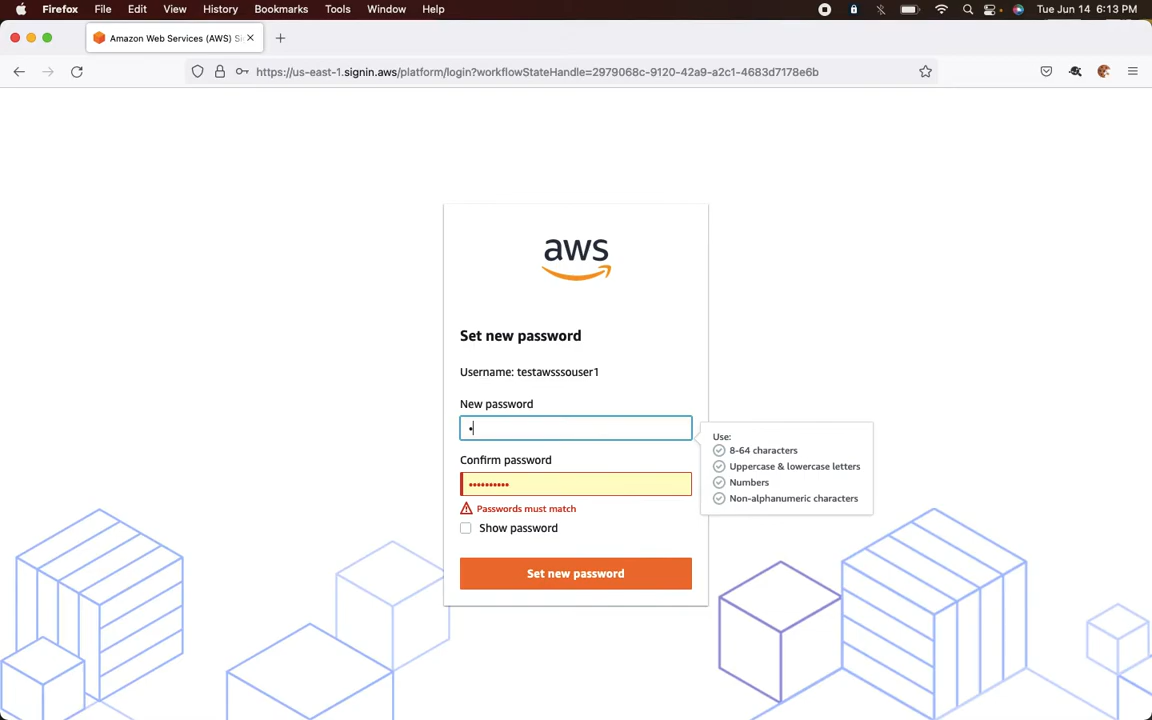 Firefox File Edit View History Bookmarks Tools Window Help Tue Jun 14 6:13 PM
Amazon Web Services (AWS) Si
https://us-east-1.signin.aws/platform/login?workflowStateHandle=2979068c-9120-42a9-a2c1-4683d7178e6b
aws
Set new password
Username: testawsssouser1
New password
•
Use:
8-64 characters
Uppercase & lowercase letters
Numbers
Non-alphanumeric characters
Confirm password
••••••••••
Passwords must match
Show password
Set new password